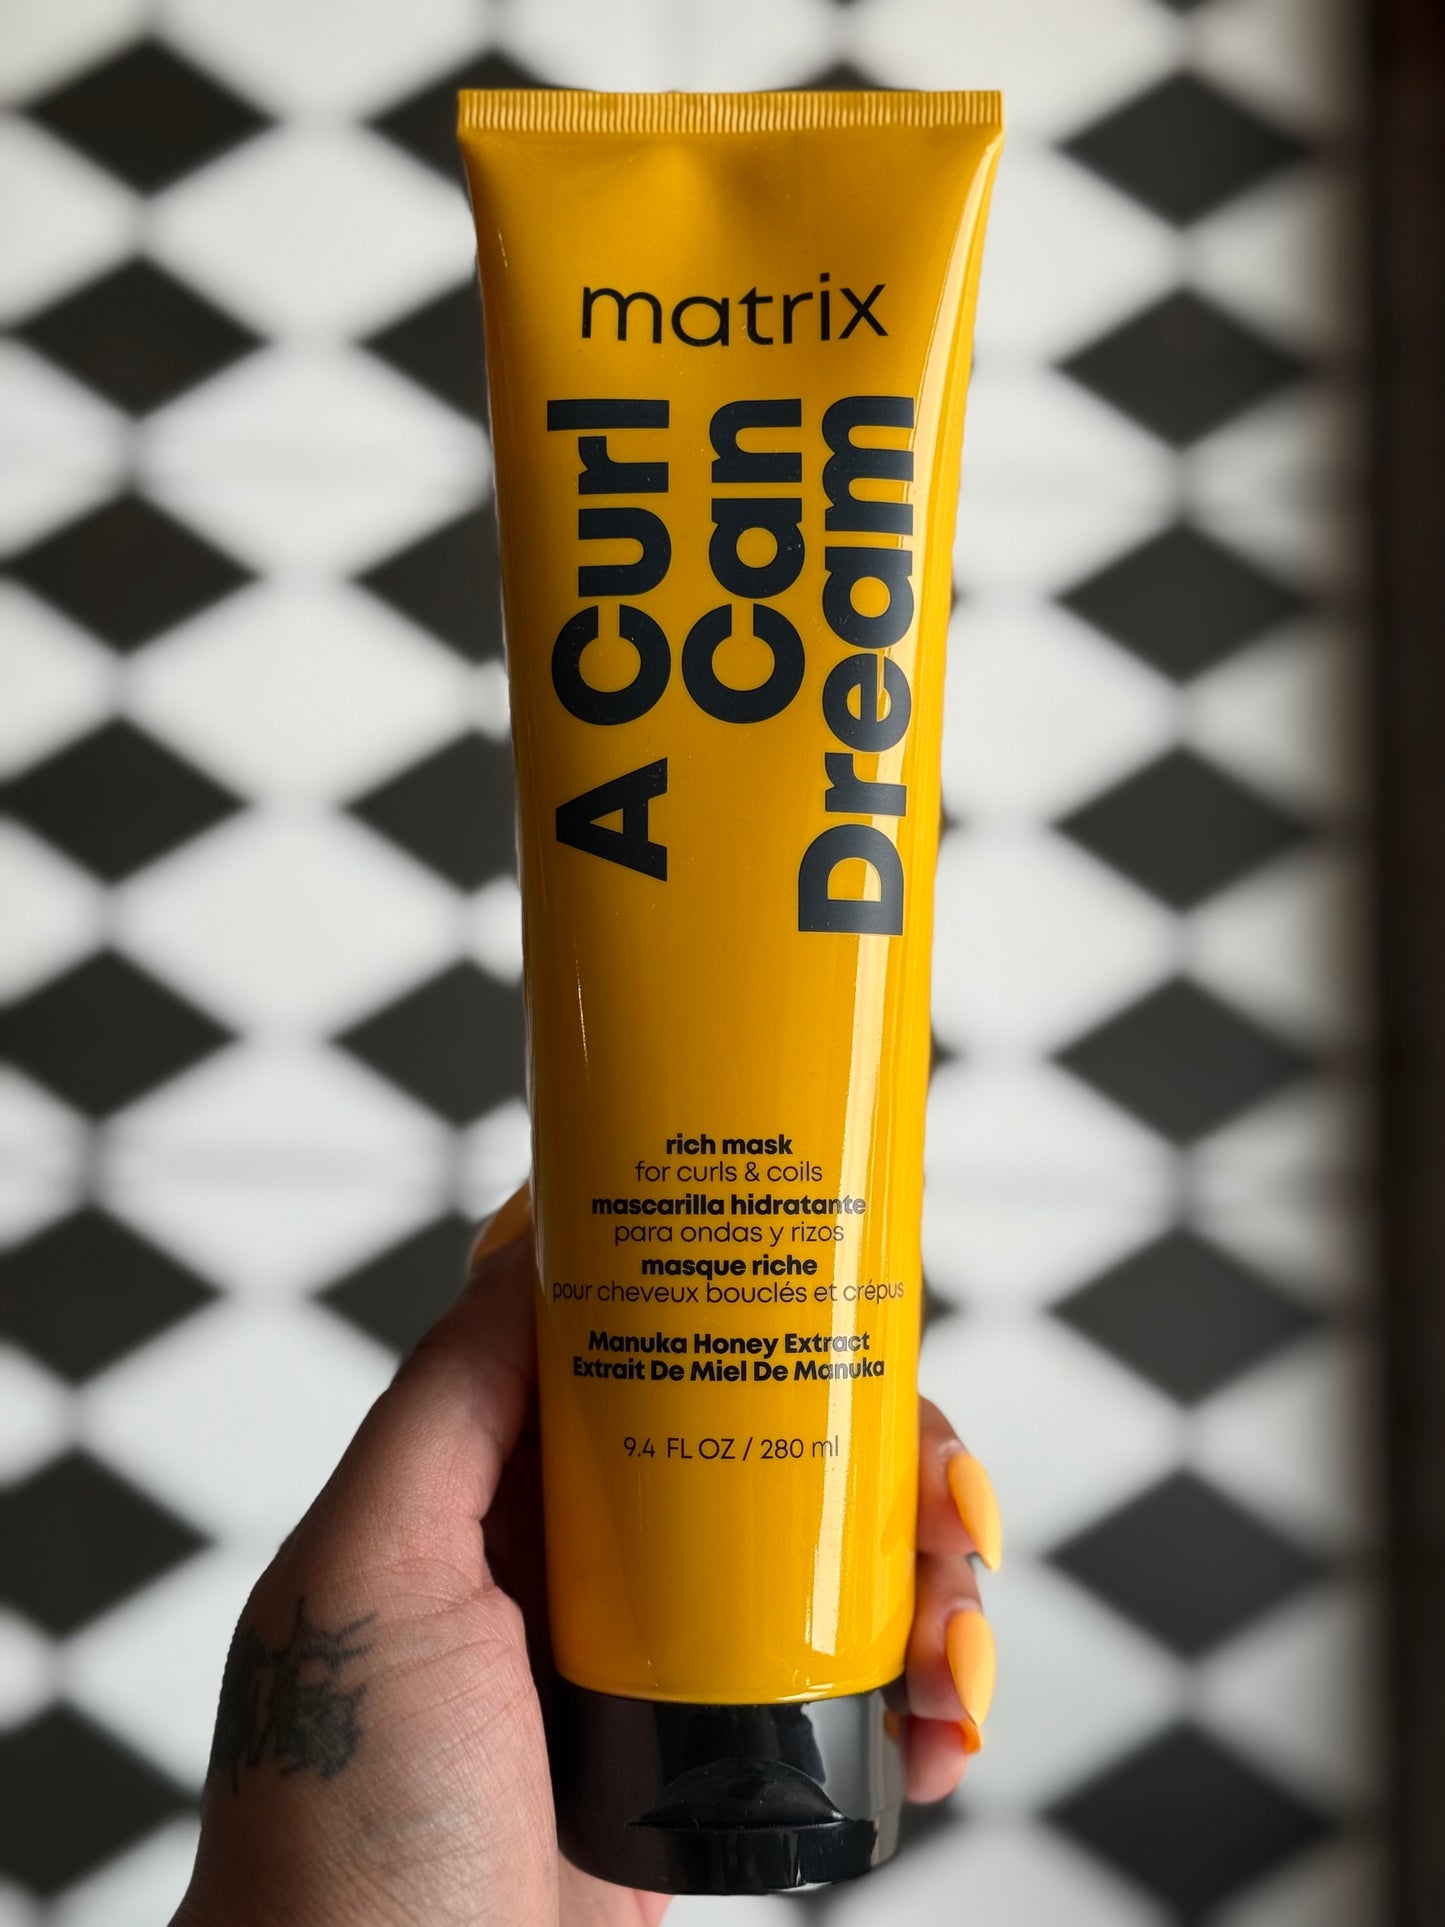 matrix
A Curl
Can
Dream
rich mask
for curls & coils
mascarilla hidratante
para ondas y rizos
masque riche
pour cheveux bouclés et crépus
Manuka Honey Extract
Extrait De Miel De Manuka
9.4 FL OZ / 280 ml